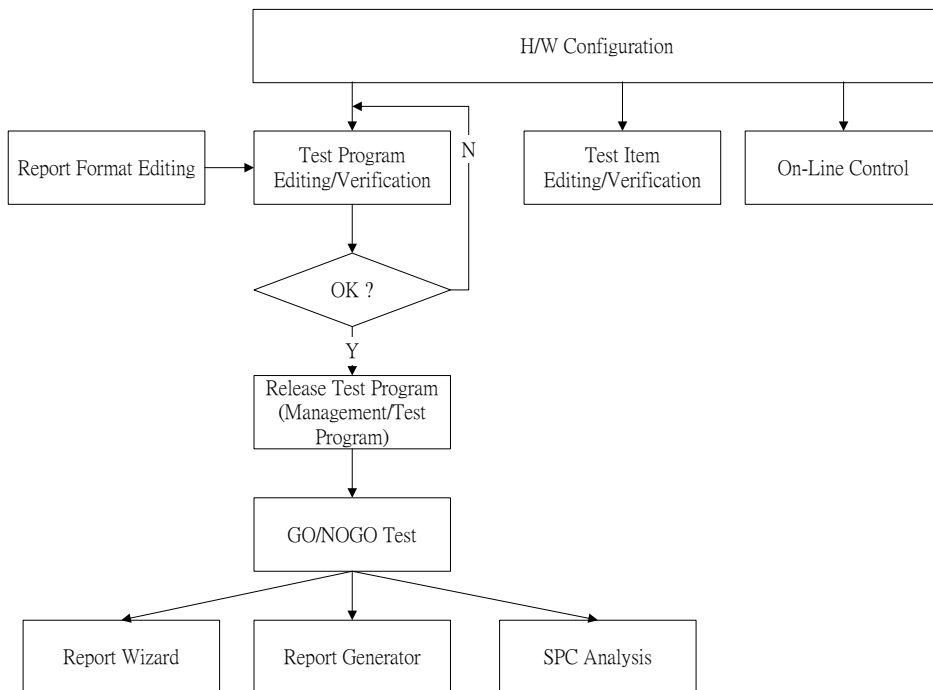 H/W Configuration
Report Format Editing
Test Program
Editing/Verification
N
Test Item
Editing/Verification
On-Line Control
OK ?
Y
Release Test Program
(Management/Test
Program)
GO/NOGO Test
Report Wizard
Report Generator
SPC Analysis